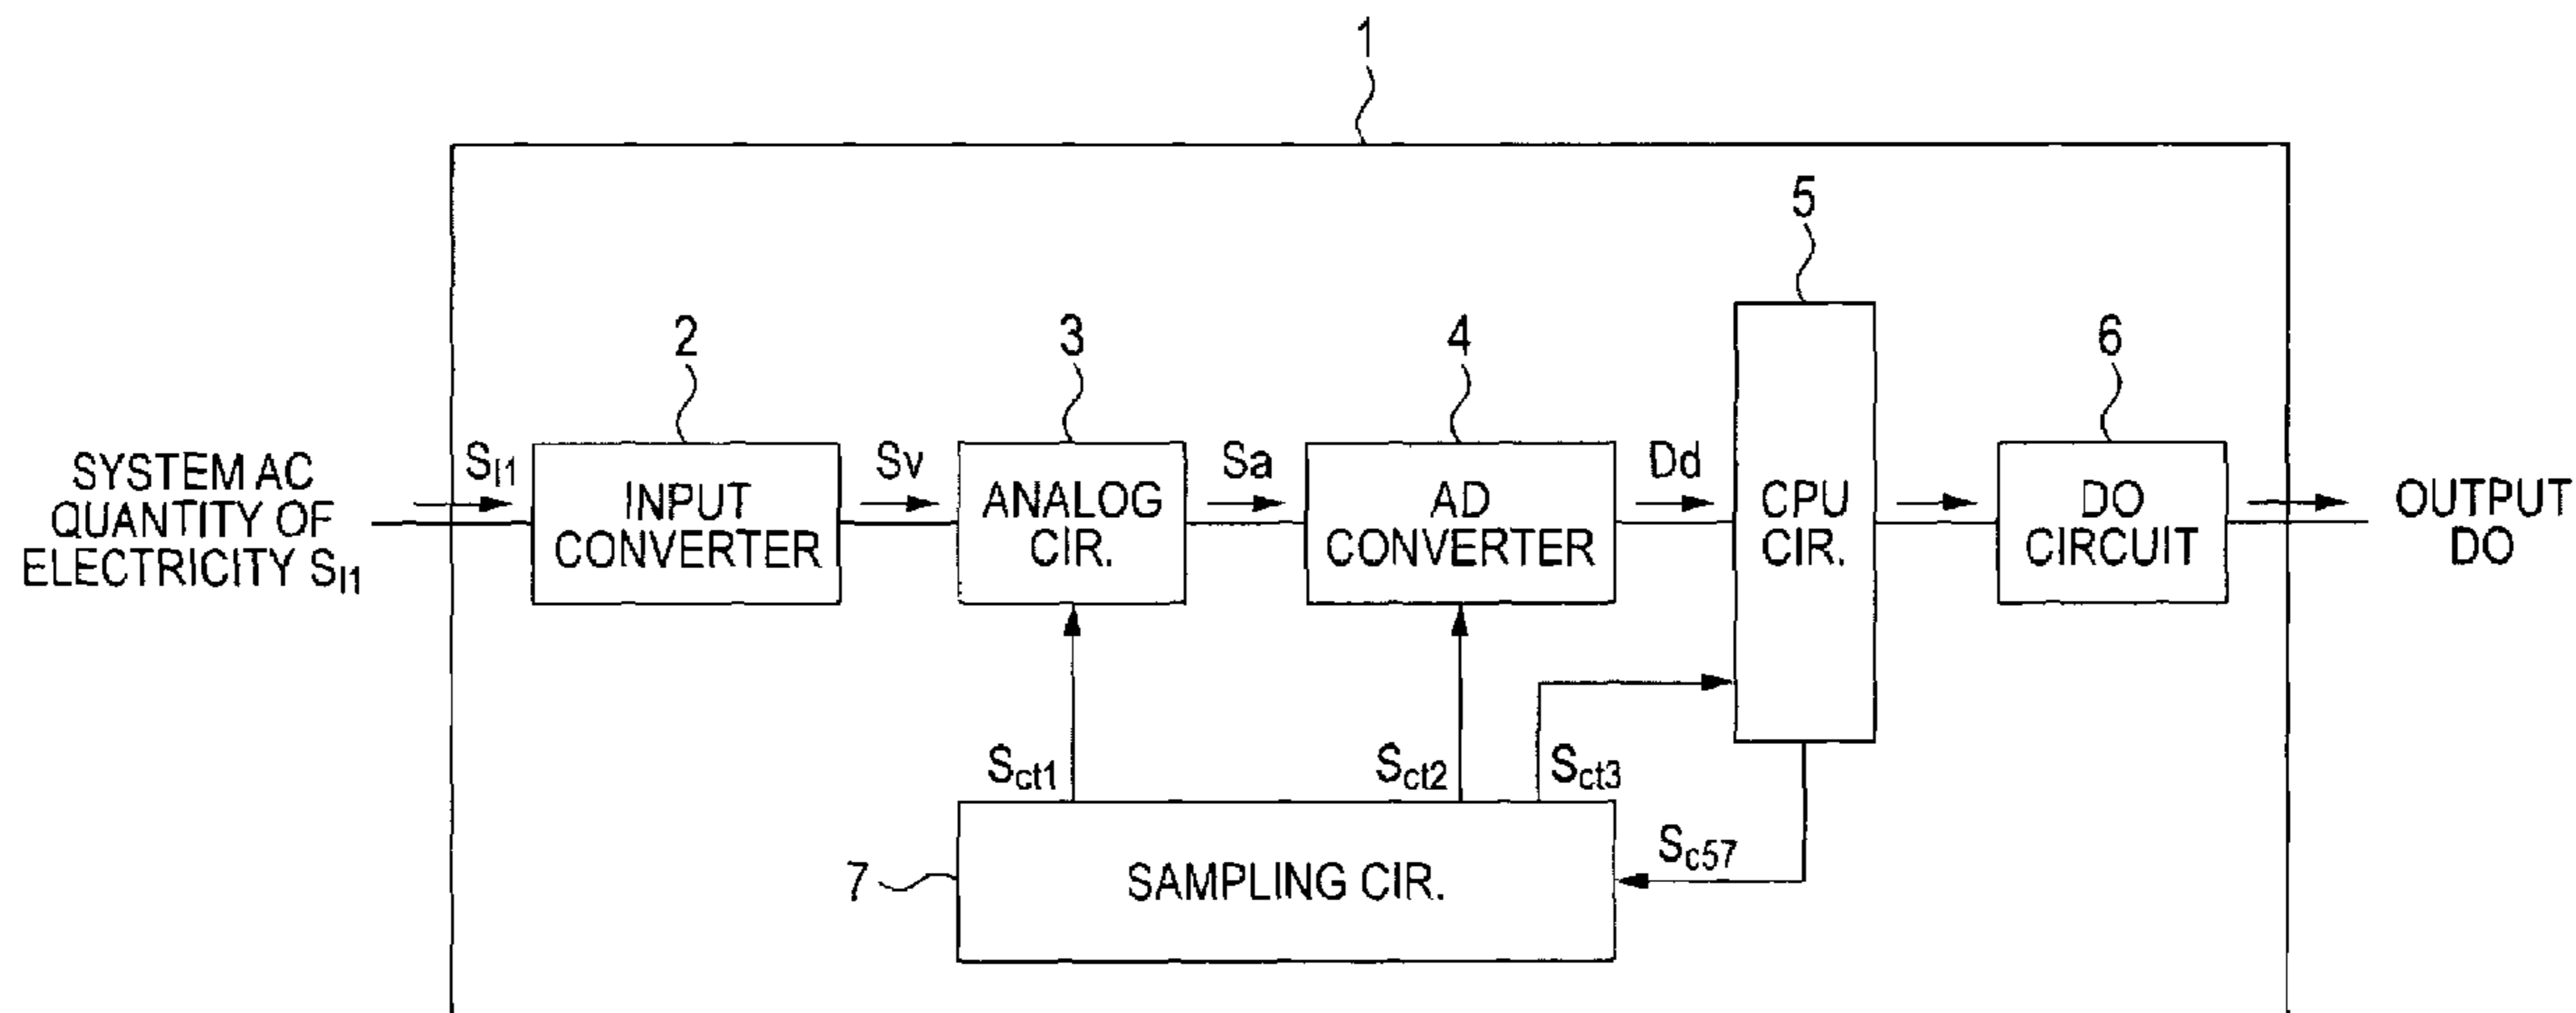 1
5
2
3
4
6
SYSTEM AC
QUANTITY OF
ELECTRICITY SI1
SI1
INPUT
CONVERTER
Sv
ANALOG
CIR.
Sa
AD
CONVERTER
Dd
CPU
CIR.
DO
CIRCUIT
OUTPUT
DO
Sct1
Sct2
Sct3
Sc57
7
SAMPLING CIR.